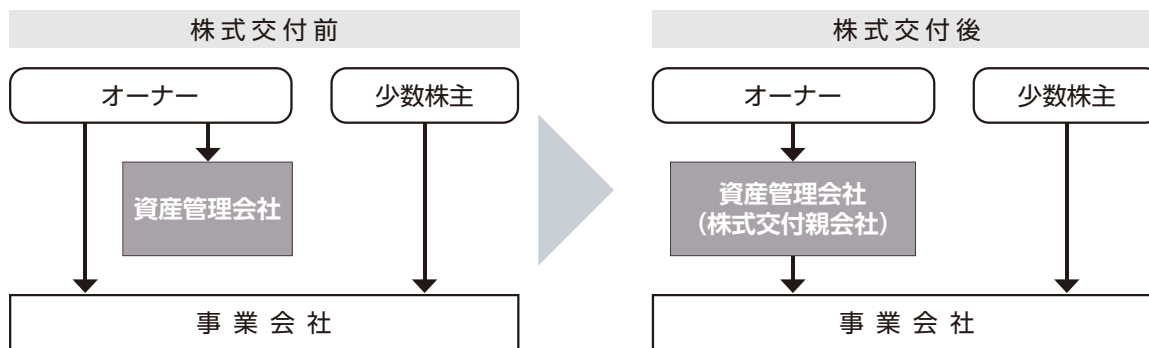 株式交付前
オーナー
少数株主
資産管理会社
事業会社
株式交付後
オーナー
少数株主
資産管理会社
（株式交付親会社）
事業会社